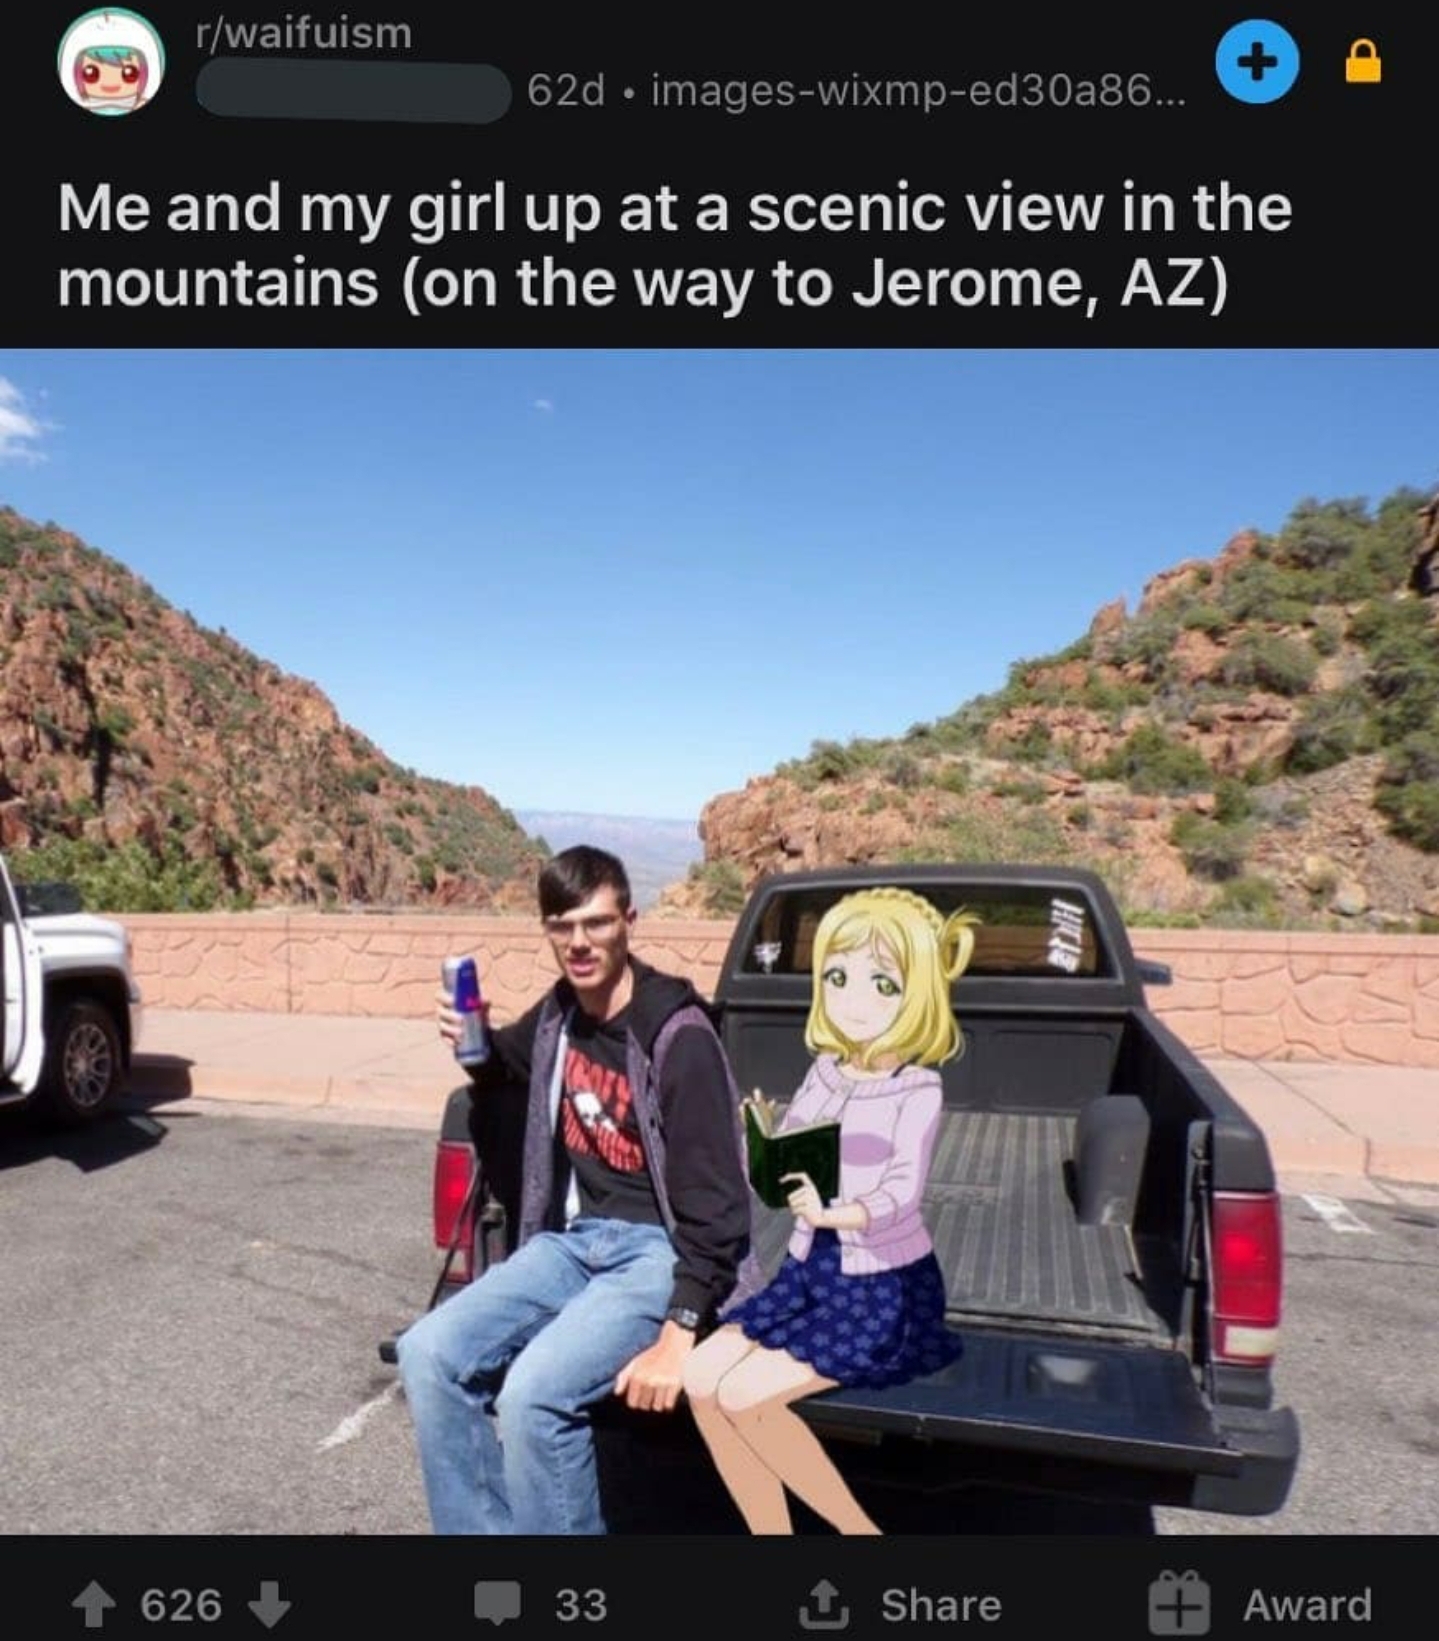 r/waifuism
62d • images-wixmp-ed30a86...
Me and my girl up at a scenic view in the
mountains (on the way to Jerome, AZ)
626
33
Share
Award